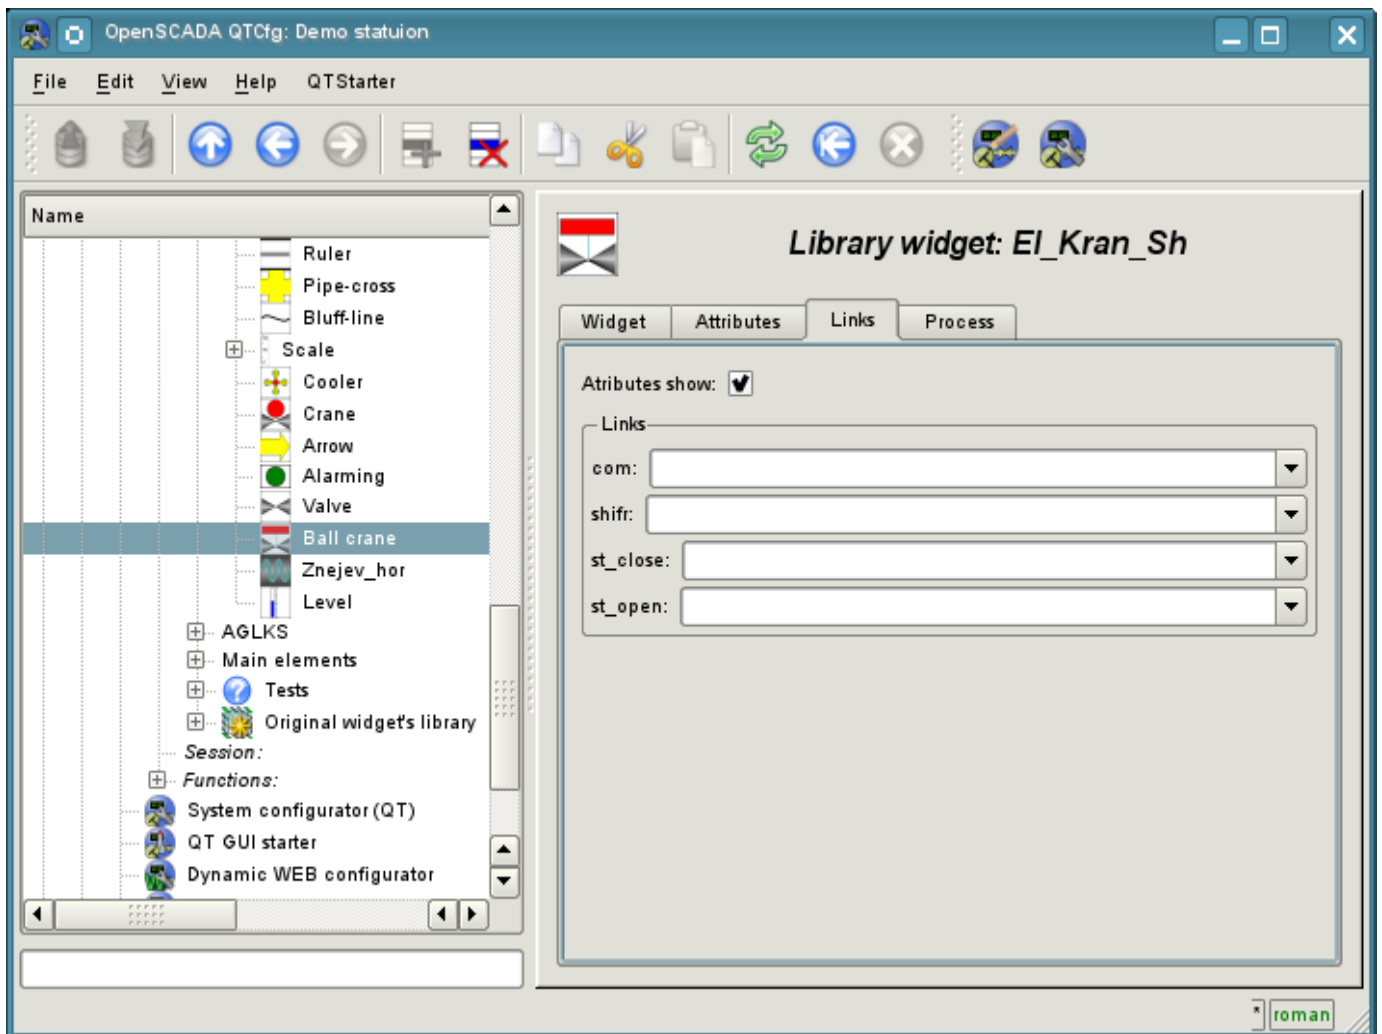 OpenSCADA QTCfg: Demo statuion
File Edit View Help QTStarter
Name
Ruler
Pipe-cross
Bluff-line
Scale
Cooler
Crane
Arrow
Alarming
Valve
Ball crane
Znejev_hor
Level
AGLKS
Main elements
Tests
Original widget's library
Session:
Functions:
System configurator (QT)
QT GUI starter
Dynamic WEB configurator
Library widget: El_Kran_Sh
Widget Attributes Links Process
Atributes show:
Links
com:
shifr:
st_close:
st_open:
* roman